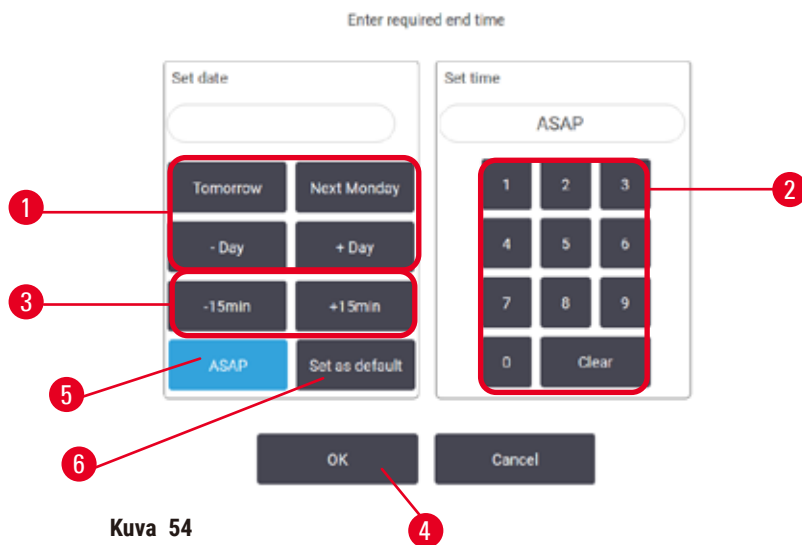 Enter required end time
Set date
Set time
ASAP
Tomorrow Next Monday
1 2 3
2
1
- Day + Day
4 5 6
3
-15min +15min
7 8 9
ASAP Set as default
0 Clear
5
6
OK Cancel
Kuva 54
4